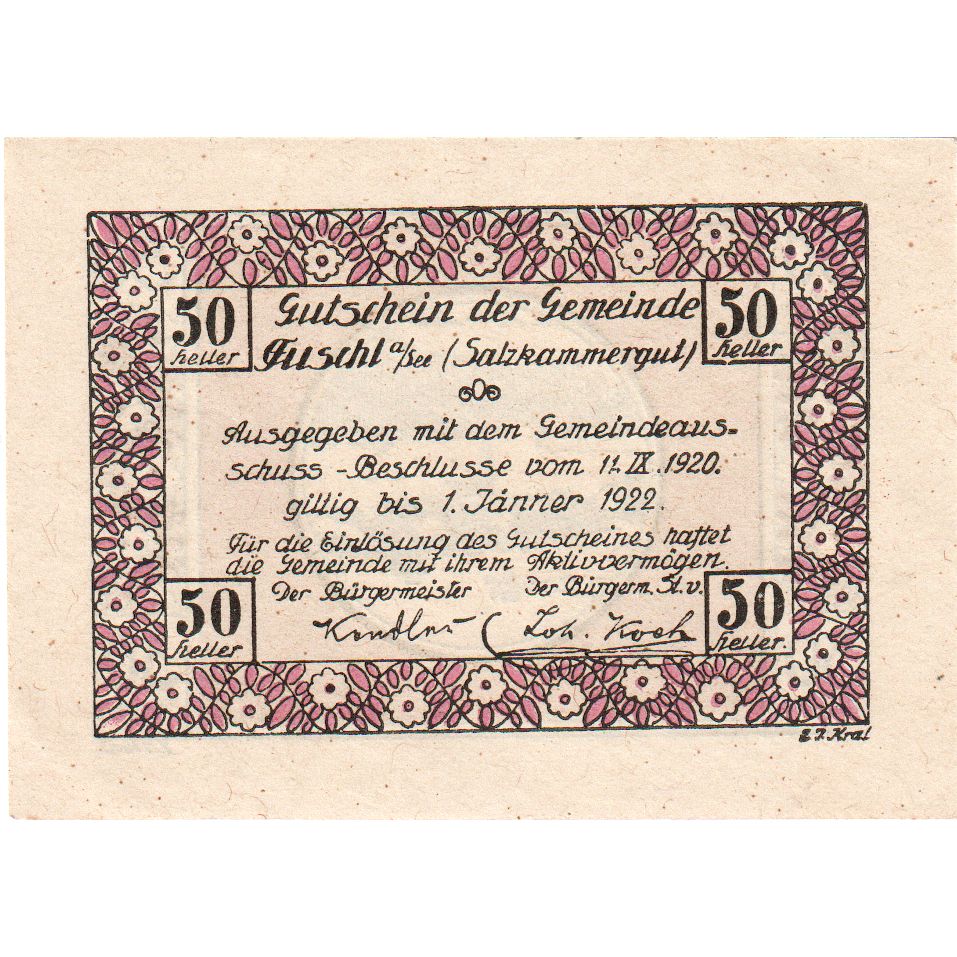 50 Heller
50 Heller
Gutschein der Gemeinde
Fuschl a/See (Salzkammergut)
Ausgegeben mit dem Gemeindeaus-
schuss-Beschlusse vom IX. 1920.
giltig bis 1. Jänner 1922.
Für die Einlösung des Gutscheines haftet
die Gemeinde mit ihrem Aktivvermögen.
Der Bürgermeister Der Bürgerm. St. v.
Kendler Joh. Koch
50 Heller
50 Heller
E. J. Kral